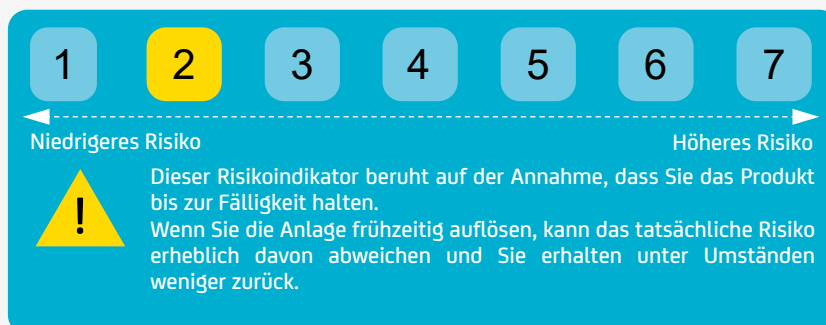 1 2 3 4 5 6 7
Niedrigeres Risiko Höheres Risiko
Dieser Risikoindikator beruht auf der Annahme, dass Sie das Produkt
bis zur Fälligkeit halten.
Wenn Sie die Anlage frühzeitig auflösen, kann das tatsächliche Risiko
erheblich davon abweichen und Sie erhalten unter Umständen
weniger zurück.
!